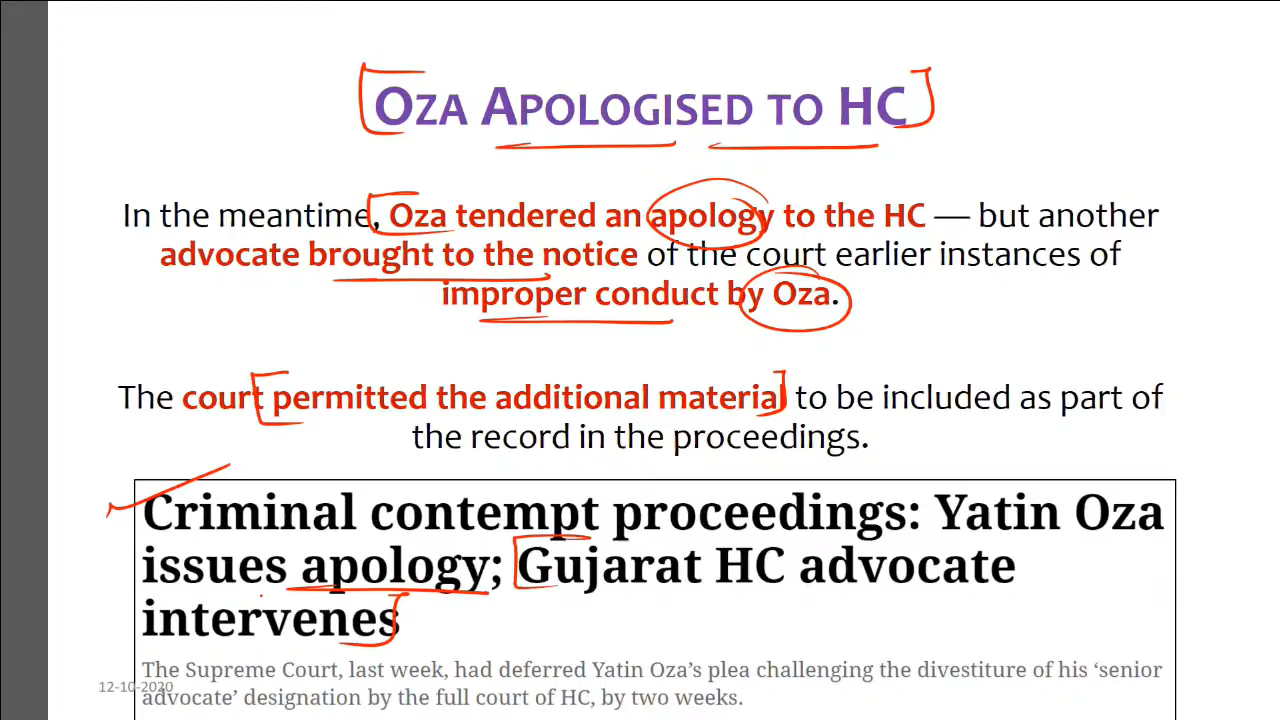 OZA APOLOGISED TO HC
In the meantime, Oza tendered an apology to the HC — but another
advocate brought to the notice of the court earlier instances of
improper conduct by Oza.
The court permitted the additional material to be included as part of
the record in the proceedings.
Criminal contempt proceedings: Yatin Oza
issues apology; Gujarat HC advocate
intervenes
The Supreme Court, last week, had deferred Yatin Oza’s plea challenging the divestiture of his ‘senior
12-10-2020
advocate’ designation by the full court of HC, by two weeks.